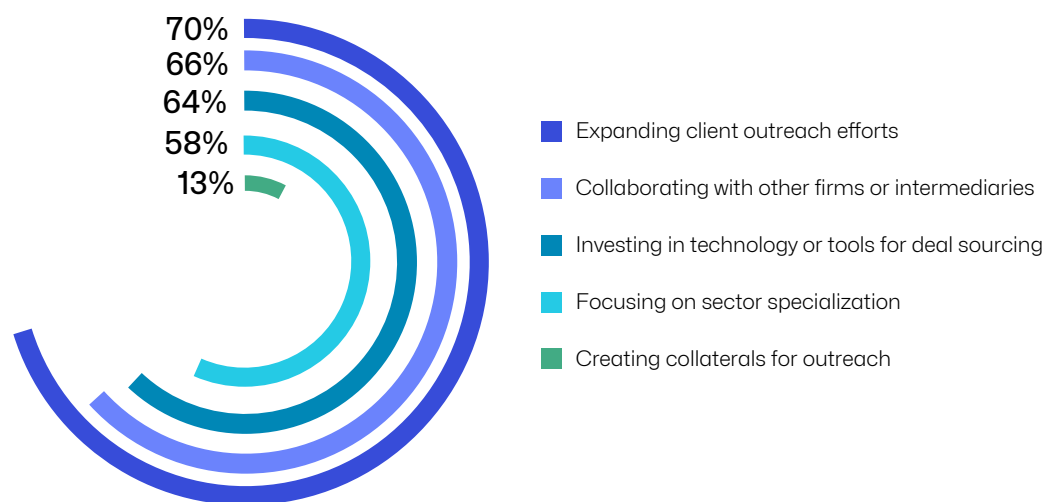 70%
66%
64%
58%
13%
Expanding client outreach efforts
Collaborating with other firms or intermediaries
Investing in technology or tools for deal sourcing
Focusing on sector specialization
Creating collaterals for outreach